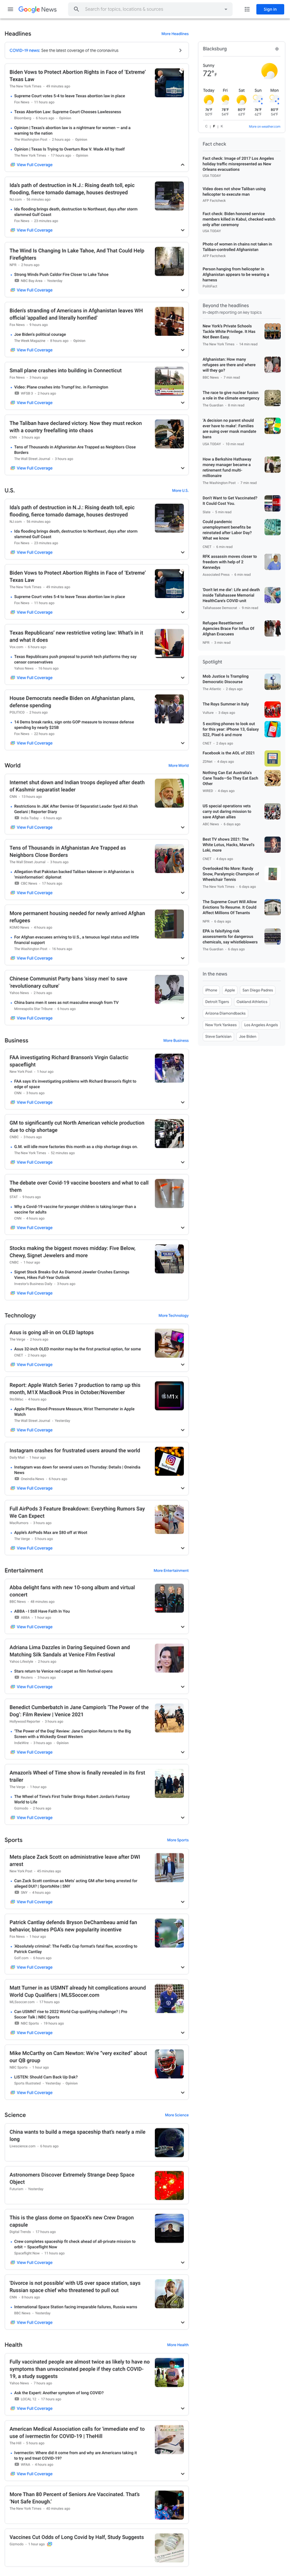 Google News
Search for topics, locations & sources
Sign in
Headlines
More Headlines
COVID-19 news: See the latest coverage of the coronavirus
Biden Vows to Protect Abortion Rights in Face of 'Extreme'
Texas Law
The New York Times · 49 minutes ago
Supreme Court votes 5-4 to leave Texas abortion law in place
Fox News · 17 hours ago
Texas Abortion Law: Supreme Court Chooses Lawlessness
Bloomberg · 6 hours ago · Opinion
Opinion | Texas's abortion law is a nightmare for women — and a
warning to the nation
The Washington Post · 3 hours ago · Opinion
Opinion | Texas Is Trying to Overturn Roe V. Wade All by Itself
The New York Times · 17 hours ago · Opinion
View Full Coverage
Ida's path of destruction in N.J.: Rising death toll, epic
flooding, fierce tornado damage, houses destroyed
NJ.com · 56 minutes ago
Ida flooding brings death, destruction to Northeast, days after storm
slammed Gulf Coast
Fox News · 23 minutes ago
View Full Coverage
The Wind Is Changing In Lake Tahoe, And That Could Help
Firefighters
NPR · 2 hours ago
Strong Winds Push Caldor Fire Closer to Lake Tahoe
NBC Bay Area · Yesterday
View Full Coverage
Biden's stranding of Americans in Afghanistan leaves WH
official 'appalled and literally horrified'
Fox News · 9 hours ago
Joe Biden's political courage
The Week Magazine · 8 hours ago · Opinion
View Full Coverage
Small plane crashes into building in Connecticut
Fox News · 2 hours ago
Video: Plane crashes into Trumpf Inc. in Farmington
WFSB 3 · 3 hours ago
View Full Coverage
The Taliban have declared victory. Now they must reckon
with a country freefalling into chaos
CNN · 3 hours ago
Tens of Thousands in Afghanistan Are Trapped as Neighbors Close
Borders
The Wall Street Journal · 3 hours ago
View Full Coverage
U.S.
More U.S.
Ida's path of destruction in N.J.: Rising death toll, epic
flooding, fierce tornado damage, houses destroyed
NJ.com · 56 minutes ago
Ida flooding brings death, destruction to Northeast, days after storm
slammed Gulf Coast
Fox News · 23 minutes ago
View Full Coverage
Biden Vows to Protect Abortion Rights in Face of 'Extreme'
Texas Law
The New York Times · 49 minutes ago
Supreme Court votes 5-4 to leave Texas abortion law in place
Fox News · 17 hours ago
View Full Coverage
Texas Republicans' new restrictive voting law: What's in it
and what it does
Vox.com · 6 hours ago
Texas Republicans push proposal to punish tech platforms they say
censor conservatives
Yahoo News · 16 hours ago
View Full Coverage
House Democrats needle Biden on Afghanistan plans,
defense spending
POLITICO · 2 hours ago
14 Dems break ranks, sign onto GOP measure to increase defense
spending by nearly $25B
Fox News · 22 hours ago
View Full Coverage
World
More World
Internet shut down and Indian troops deployed after death
of Kashmir separatist leader
CNN · 14 hours ago
Restrictions in J&K After Demise Of Separatist Leader Syed Ali Shah
Geelani | Reporter Diary
India Today · 3 hours ago
View Full Coverage
Tens of Thousands in Afghanistan Are Trapped as
Neighbors Close Borders
The Wall Street Journal · 3 hours ago
Allegation that Pakistan backed Taliban takeover in Afghanistan is
'misinformation': diplomat
CBC News · 17 hours ago
View Full Coverage
More permanent housing needed for newly arrived Afghan
refugees
KGMD News · 9 hours ago
For Afghan evacuees arriving to U.S., a tenuous legal status and little
financial support
The Washington Post · 16 hours ago
View Full Coverage
Chinese Communist Party bans 'sissy men' to save
'revolutionary culture'
Yahoo News · 2 hours ago
China bans men it sees as not masculine enough from TV
Minneapolis Star Tribune · 8 hours ago
View Full Coverage
Business
More Business
FAA investigating Richard Branson's Virgin Galactic
spaceflight
New York Post · 1 hour ago
FAA says it's investigating problems with Richard Branson's flight to
edge of space
CNN · 2 hours ago
View Full Coverage
GM to significantly cut North American vehicle production
due to chip shortage
CNBC · 3 hours ago
G.M. will idle more factories this month as a chip shortage drags on.
The New York Times · 52 minutes ago
View Full Coverage
The debate over Covid-19 vaccine boosters and what to call
them
STAT · 9 hours ago
Why a Covid-19 vaccine for younger children is taking longer than a
vaccine for adults
CNN · 4 hours ago
View Full Coverage
Stocks making the biggest moves midday: Five Below,
Chewy, Signet Jewelers and more
CNBC · 1 hour ago
Signet Stock Breaks Out As Diamond Jeweler Crushes Earnings
Views, Hikes Full-Year Outlook
Investor's Business Daily · 3 hours ago
View Full Coverage
Technology
More Technology
Asus is going all-in on OLED laptops
The Verge · 3 hours ago
Asus 32-inch OLED monitor may be the first practical option, for some
CNET · 2 hours ago
View Full Coverage
Report: Apple Watch Series 7 production to ramp up this
month, M1X MacBook Pros in October/November
9to5Mac · 4 hours ago
Apple Plans Blood-Pressure Measure, Wrist Thermometer in Apple
Watch
The Wall Street Journal · Yesterday
View Full Coverage
Instagram crashes for frustrated users around the world
Daily Mail · 1 hour ago
Instagram was down for several users on Thursday: Details | Oneindia
News
Oneindia News · 6 hours ago
View Full Coverage
Full AirPods 3 Feature Breakdown: Everything Rumors Say
We Can Expect
MacRumors · 3 hours ago
Apple's AirPods Max are $80 off at Woot
The Verge · 5 hours ago
View Full Coverage
Entertainment
More Entertainment
Abba delight fans with new 10-song album and virtual
concert
BBC News · 48 minutes ago
ABBA - I Still Have Faith In You
ABBA · 1 hour ago
View Full Coverage
Adriana Lima Dazzles in Daring Sequined Gown and
Matching Silk Sandals at Venice Film Festival
Yahoo Lifestyle · 2 hours ago
Stars return to Venice red carpet as film festival opens
Reuters · 3 hours ago
View Full Coverage
Benedict Cumberbatch in Jane Campion's 'The Power of the
Dog': Film Review | Venice 2021
Hollywood Reporter · 3 hours ago
'The Power of the Dog' Review: Jane Campion Returns to the Big
Screen with a Wickedly Great Western
IndieWire · 3 hours ago · Opinion
View Full Coverage
Amazon's Wheel of Time show is finally revealed in its first
trailer
The Verge · 1 hour ago
The Wheel of Time's First Trailer Brings Robert Jordan's Fantasy
World to Life
Gizmodo · 2 hours ago
View Full Coverage
Sports
More Sports
Mets place Zack Scott on administrative leave after DWI
arrest
New York Post · 40 minutes ago
Can Zack Scott continue as Mets' acting GM after being arrested for
alleged DUI? | SportsNite | SNY
SNY · 4 hours ago
View Full Coverage
Patrick Cantlay defends Bryson DeChambeau amid fan
behavior, blames PGA's new popularity incentive
Fox News · 1 hour ago
'Absolutely criminal': The FedEx Cup format's fatal flaw, according to
Patrick Cantlay
Golf.com · 4 hours ago
View Full Coverage
Matt Turner in as USMNT already hit complications around
World Cup Qualifiers | MLSSoccer.com
MLSsoccer.com · 17 hours ago
Can USMNT rise to 2022 World Cup qualifying challenge? | Pro
Soccer Talk | NBC Sports
NBC Sports · 19 hours ago
View Full Coverage
Mike McCarthy on Cam Newton: We're "very excited" about
our QB group
NBC Sports · 1 hour ago
LISTEN: Should Cam Back-Up Dak?
Sports Illustrated · Yesterday · Opinion
View Full Coverage
Science
More Science
China wants to build a mega spaceship that's nearly a mile
long
Livescience.com · 6 hours ago
Astronomers Discover Extremely Strange Deep Space
Object
Futurism · Yesterday
This is the glass dome on SpaceX's new Crew Dragon
capsule
Digital Trends · 17 hours ago
Crew completes spaceship fit check ahead of all-private mission to
orbit – Spaceflight Now
Spaceflight Now · 11 hours ago
View Full Coverage
'Divorce is not possible' with US over space station, says
Russian space chief who threatened to pull out
CNN · 6 hours ago
International Space Station facing irreparable failures, Russia warns
BBC News · Yesterday
View Full Coverage
Health
More Health
Fully vaccinated people are almost twice as likely to have no
symptoms than unvaccinated people if they catch COVID-
19, a study suggests
Yahoo News · 7 hours ago
Ask the Expert: Another symptom of long COVID?
LOCAL 12 · 17 hours ago
View Full Coverage
American Medical Association calls for 'immediate end' to
use of ivermectin for COVID-19 | TheHill
The Hill · 3 hours ago
Ivermectin: Where did it come from and why are Americans taking it
to try and treat COVID-19?
WFAA · 4 hours ago
View Full Coverage
More Than 80 Percent of Seniors Are Vaccinated. That's
'Not Safe Enough.'
The New York Times · 40 minutes ago
Vaccines Cut Odds of Long Covid by Half, Study Suggests
Gizmodo · 1 hour ago
Blacksburg
Sunny
72°F
Today Fri Sat Sun Mon
C | F | K
More on weather.com
Fact check
Fact check: Image of 2017 Los Angeles
holiday traffic misrepresented as New
Orleans evacuations
USA TODAY
Video does not show Taliban using
helicopter to execute man
AFP Factcheck
Fact check: Biden honored service
members killed in Kabul, checked watch
only after ceremony
USA TODAY
Photo of woman in chains not taken in
Taliban-controlled Afghanistan
AFP Factcheck
Person hanging from helicopter in
Afghanistan appears to be wearing a
harness
PolitiFact
Beyond the headlines
In-depth reporting on key topics
New York's Private Schools
Tackle White Privilege. It Has
Not Been Easy.
The New York Times · 14 min read
Afghanistan: How many
refugees are there and where
will they go?
BBC News · 7 min read
The race to give nuclear fusion
a role in the climate emergency
The Guardian · 8 min read
'A decision no parent should
ever have to make': Families
are suing over mask mandate
bans
USA TODAY · 10 min read
How a Berkshire Hathaway
money manager became a
retirement fund multi-
millionaire
The Washington Post · 7 min read
Don't Want to Get Vaccinated?
It Could Cost You.
Slate · 5 min read
Could pandemic
unemployment benefits be
reinstated after Labor Day?
What we know
CNET · 6 min read
RFK assassin moves closer to
freedom with help of 2
Kennedys
Associated Press · 6 min read
'Don't let me die': Life and death
inside Tallahassee Memorial
HealthCare's COVID unit
Tallahassee Democrat · 9 min read
Refugee Resettlement
Agencies Brace For Influx Of
Afghan Evacuees
NPR · 5 min read
Spotlight
Mob Justice Is Trampling
Democratic Discourse
The Atlantic · 2 days ago
The Rays Summer in Italy
Vulture · 3 days ago
5 exciting phones to look out
for this year: iPhone 13, Galaxy
S22, Pixel 6 and more
CNET · 2 days ago
Facebook is the AOL of 2021
ZDNet · 3 days ago
Nothing Can Eat Australia's
Cane Toads—So They Eat Each
Other
WIRED · 4 days ago
US special operations vets
carry out daring mission to
save Afghan allies
ABC News · 6 days ago
Best TV shows 2021: The
White Lotus, Hacks, Marvel's
Loki, more
CNET · 4 days ago
Overlooked No More: Randy
Snow, Paralympic Champion of
Wheelchair Tennis
The New York Times · 6 days ago
The Supreme Court Will Allow
Evictions To Resume. It Could
Affect Millions Of Tenants
NPR · 6 days ago
EPA is falsifying risk
assessments for dangerous
chemicals, say whistleblowers
The Guardian · 6 days ago
In the news
iPhone
Apple
San Diego Padres
Detroit Tigers
Oakland Athletics
Arizona Diamondbacks
New York Yankees
Los Angeles Angels
Steve Sarkisian
Joe Biden